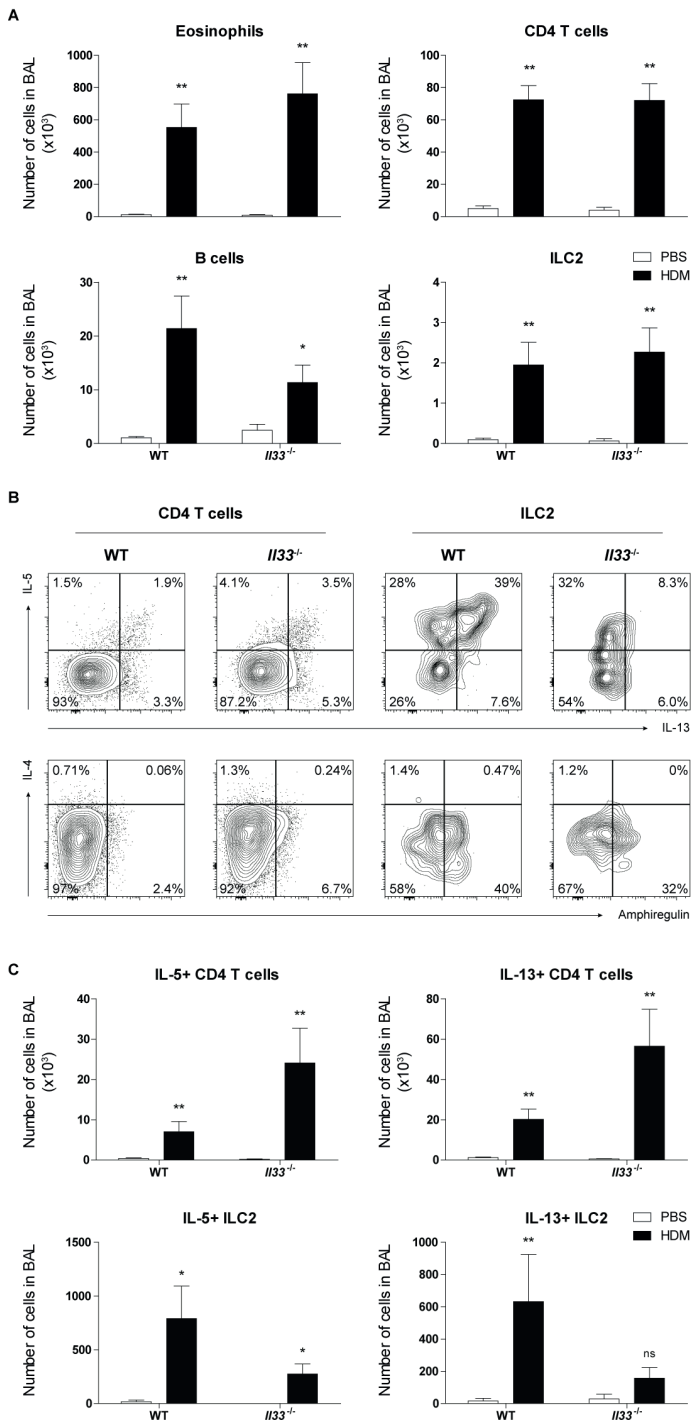 A
Eosinophils
CD4 T cells
Number of cells in BAL
(x10³)
1000
800
600
400
200
0
**
**
Number of cells in BAL
(x10³)
100
80
60
40
20
0
**
**
B cells
ILC2
PBS
HDM
Number of cells in BAL
(x10³)
30
20
10
0
**
*
WT
Il33-/-
Number of cells in BAL
(x10³)
4
3
2
1
0
**
**
WT
Il33-/-
B
CD4 T cells
ILC2
WT
Il33-/-
WT
Il33-/-
IL-5
1.5% 1.9%
93% 3.3%
4.1% 3.5%
87.2% 5.3%
28% 39%
26% 7.6%
32% 8.3%
54% 6.0%
IL-13
IL-4
0.71% 0.06%
97% 2.4%
1.3% 0.24%
92% 6.7%
1.4% 0.47%
58% 40%
1.2% 0%
67% 32%
Amphiregulin
C
IL-5+ CD4 T cells
IL-13+ CD4 T cells
Number of cells in BAL
(x10³)
40
30
20
10
0
**
**
WT
Il33-/-
Number of cells in BAL
(x10³)
80
60
40
20
0
**
**
WT
Il33-/-
IL-5+ ILC2
IL-13+ ILC2
PBS
HDM
Number of cells in BAL
1500
1000
500
0
*
*
WT
Il33-/-
Number of cells in BAL
1000
800
600
400
200
0
**
ns
WT
Il33-/-